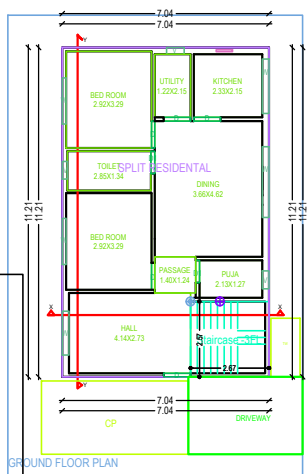 7.04
7.04
Y
UTILITY
1.22X2.15
KITCHEN
2.33X2.15
BED ROOM
2.92X3.29
W
W
V
D
D
TOILET
2.85X1.34
SPLIT RESIDENTAL
DINING
3.66X4.62
11.21
11.21
11.21
11.21
BED ROOM
2.92X3.29
PASSAGE
1.40X1.24
PUJA
2.13X1.27
X
X
HALL
4.14X2.73
2.67
Staircase -3FL
2.67
Y
7.04
7.04
CP
DRIVEWAY
GROUND FLOOR PLAN